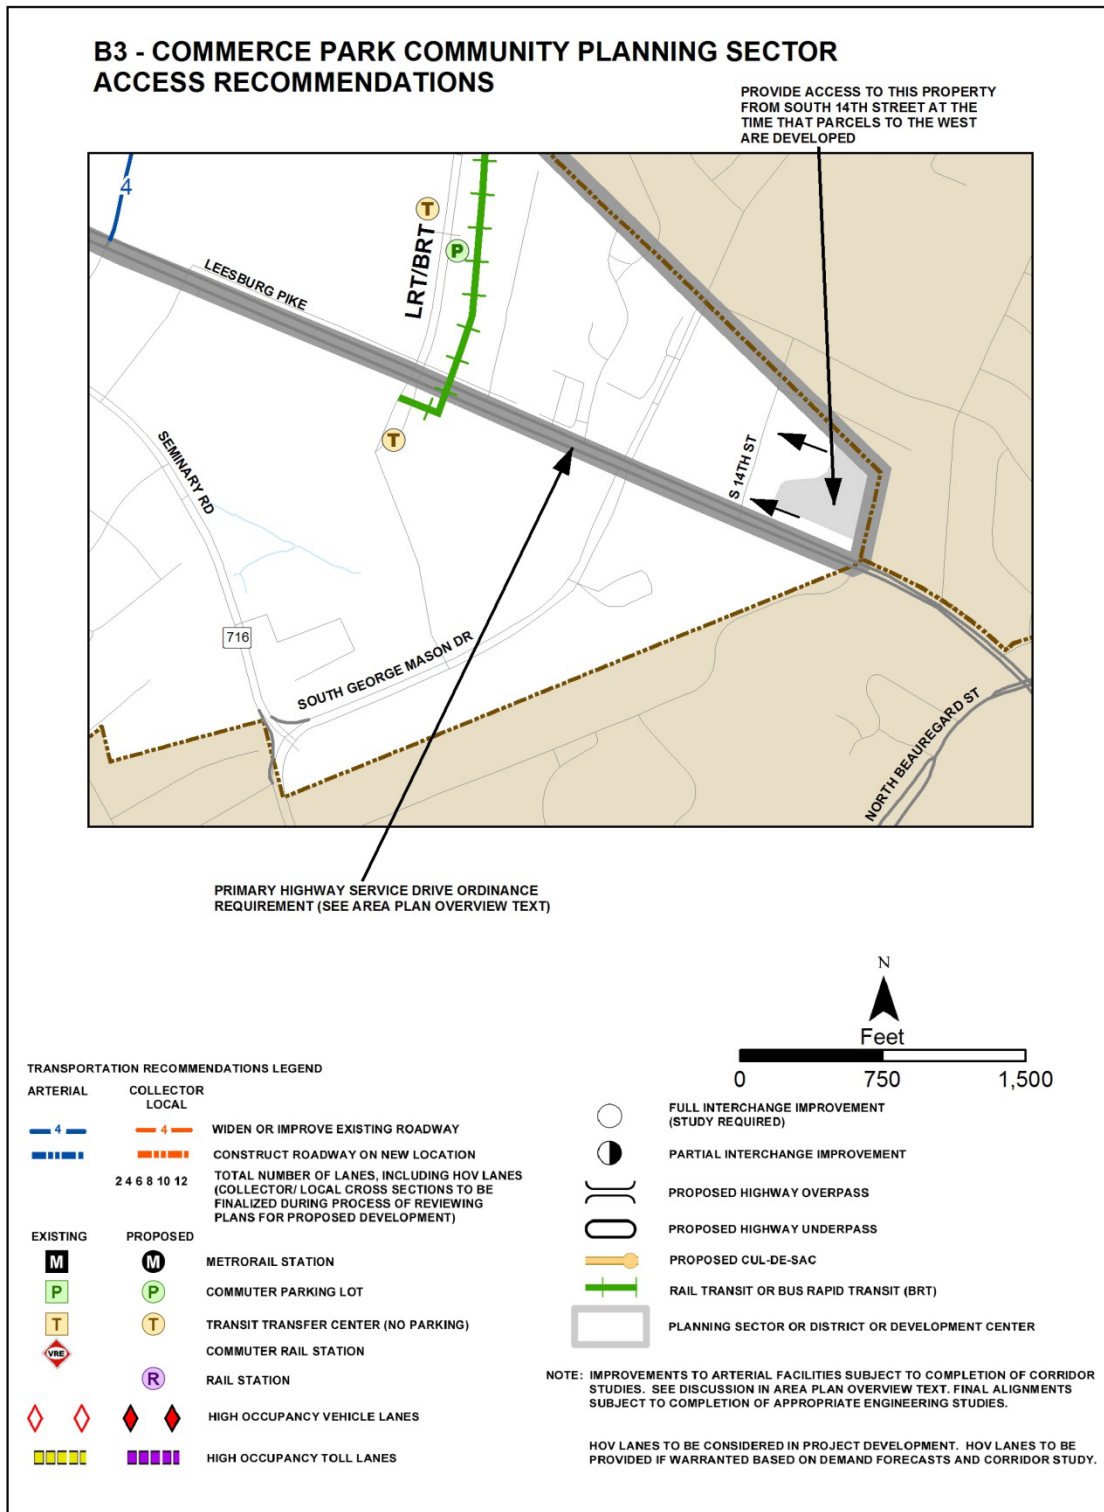 B3 - COMMERCE PARK COMMUNITY PLANNING SECTOR
ACCESS RECOMMENDATIONS
PROVIDE ACCESS TO THIS PROPERTY
FROM SOUTH 14TH STREET AT THE
TIME THAT PARCELS TO THE WEST
ARE DEVELOPED
4
T
P
LRT/BRT
LEESBURG PIKE
T
SEMINARY RD
S 14TH ST
716
SOUTH GEORGE MASON DR
NORTH BEAUREGARD ST
PRIMARY HIGHWAY SERVICE DRIVE ORDINANCE
REQUIREMENT (SEE AREA PLAN OVERVIEW TEXT)
N
Feet
0 750 1,500
TRANSPORTATION RECOMMENDATIONS LEGEND
ARTERIAL COLLECTOR
LOCAL
4 4 WIDEN OR IMPROVE EXISTING ROADWAY
CONSTRUCT ROADWAY ON NEW LOCATION
2 4 6 8 10 12 TOTAL NUMBER OF LANES, INCLUDING HOV LANES
(COLLECTOR/ LOCAL CROSS SECTIONS TO BE
FINALIZED DURING PROCESS OF REVIEWING
PLANS FOR PROPOSED DEVELOPMENT)
EXISTING PROPOSED
M M METRORAIL STATION
P P COMMUTER PARKING LOT
T T TRANSIT TRANSFER CENTER (NO PARKING)
VRE COMMUTER RAIL STATION
R RAIL STATION
HIGH OCCUPANCY VEHICLE LANES
HIGH OCCUPANCY TOLL LANES
FULL INTERCHANGE IMPROVEMENT
(STUDY REQUIRED)
PARTIAL INTERCHANGE IMPROVEMENT
PROPOSED HIGHWAY OVERPASS
PROPOSED HIGHWAY UNDERPASS
PROPOSED CUL-DE-SAC
RAIL TRANSIT OR BUS RAPID TRANSIT (BRT)
PLANNING SECTOR OR DISTRICT OR DEVELOPMENT CENTER
NOTE: IMPROVEMENTS TO ARTERIAL FACILITIES SUBJECT TO COMPLETION OF CORRIDOR
STUDIES. SEE DISCUSSION IN AREA PLAN OVERVIEW TEXT. FINAL ALIGNMENTS
SUBJECT TO COMPLETION OF APPROPRIATE ENGINEERING STUDIES.
HOV LANES TO BE CONSIDERED IN PROJECT DEVELOPMENT. HOV LANES TO BE
PROVIDED IF WARRANTED BASED ON DEMAND FORECASTS AND CORRIDOR STUDY.